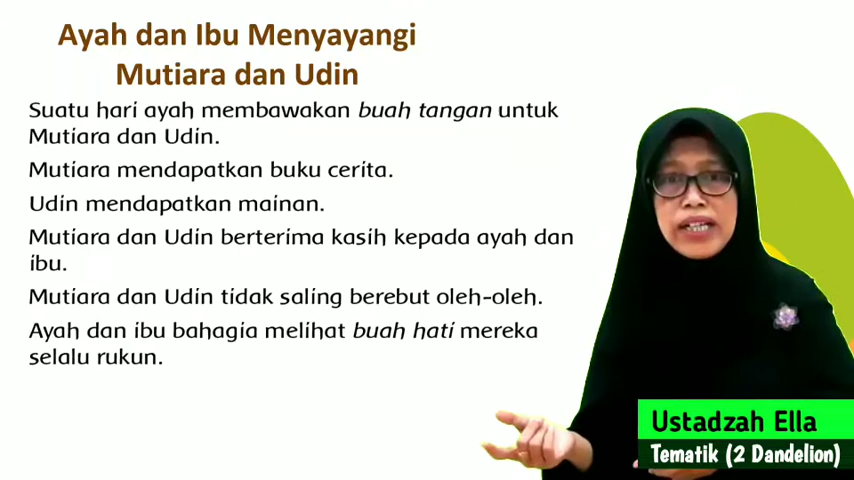 Ayah dan Ibu Menyayangi
Mutiara dan Udin
Suatu hari ayah membawakan buah tangan untuk
Mutiara dan Udin.
Mutiara mendapatkan buku cerita.
Udin mendapatkan mainan.
Mutiara dan Udin berterima kasih kepada ayah dan
ibu.
Mutiara dan Udin tidak saling berebut oleh-oleh.
Ayah dan ibu bahagia melihat buah hati mereka
selalu rukun.
Ustadzah Ella
Tematik (2 Dandelion)